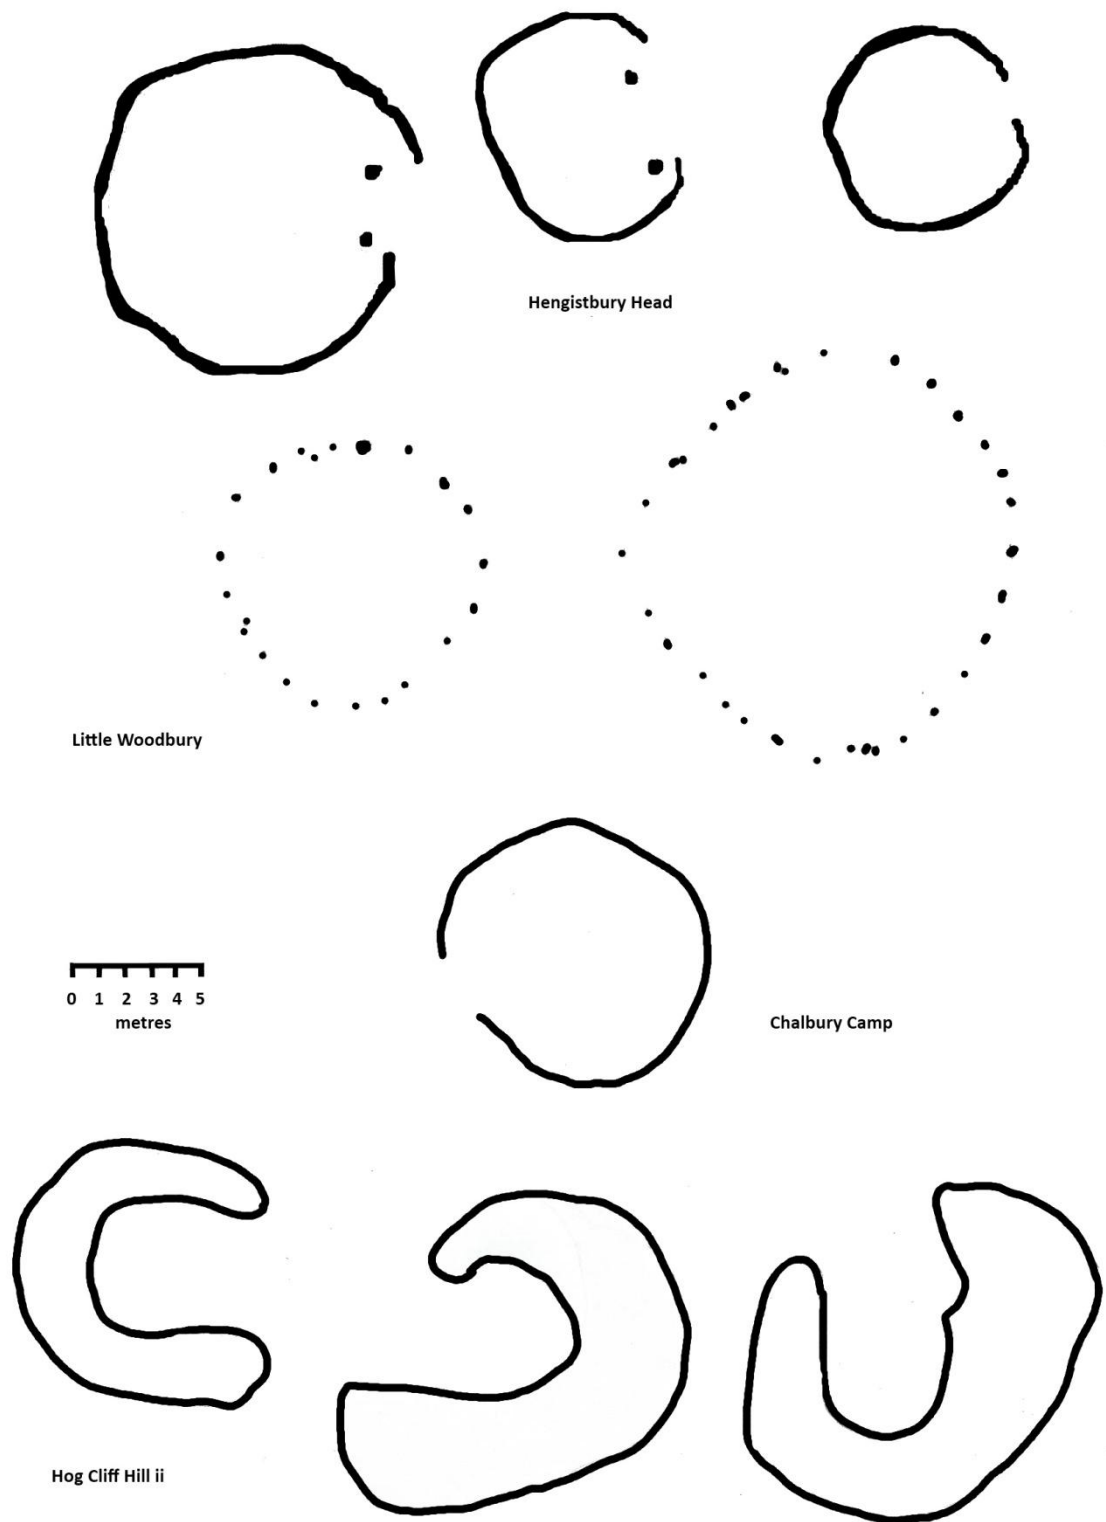 Hengistbury Head
Little Woodbury
0 1 2 3 4 5
metres
Chalbury Camp
Hog Cliff Hill ii